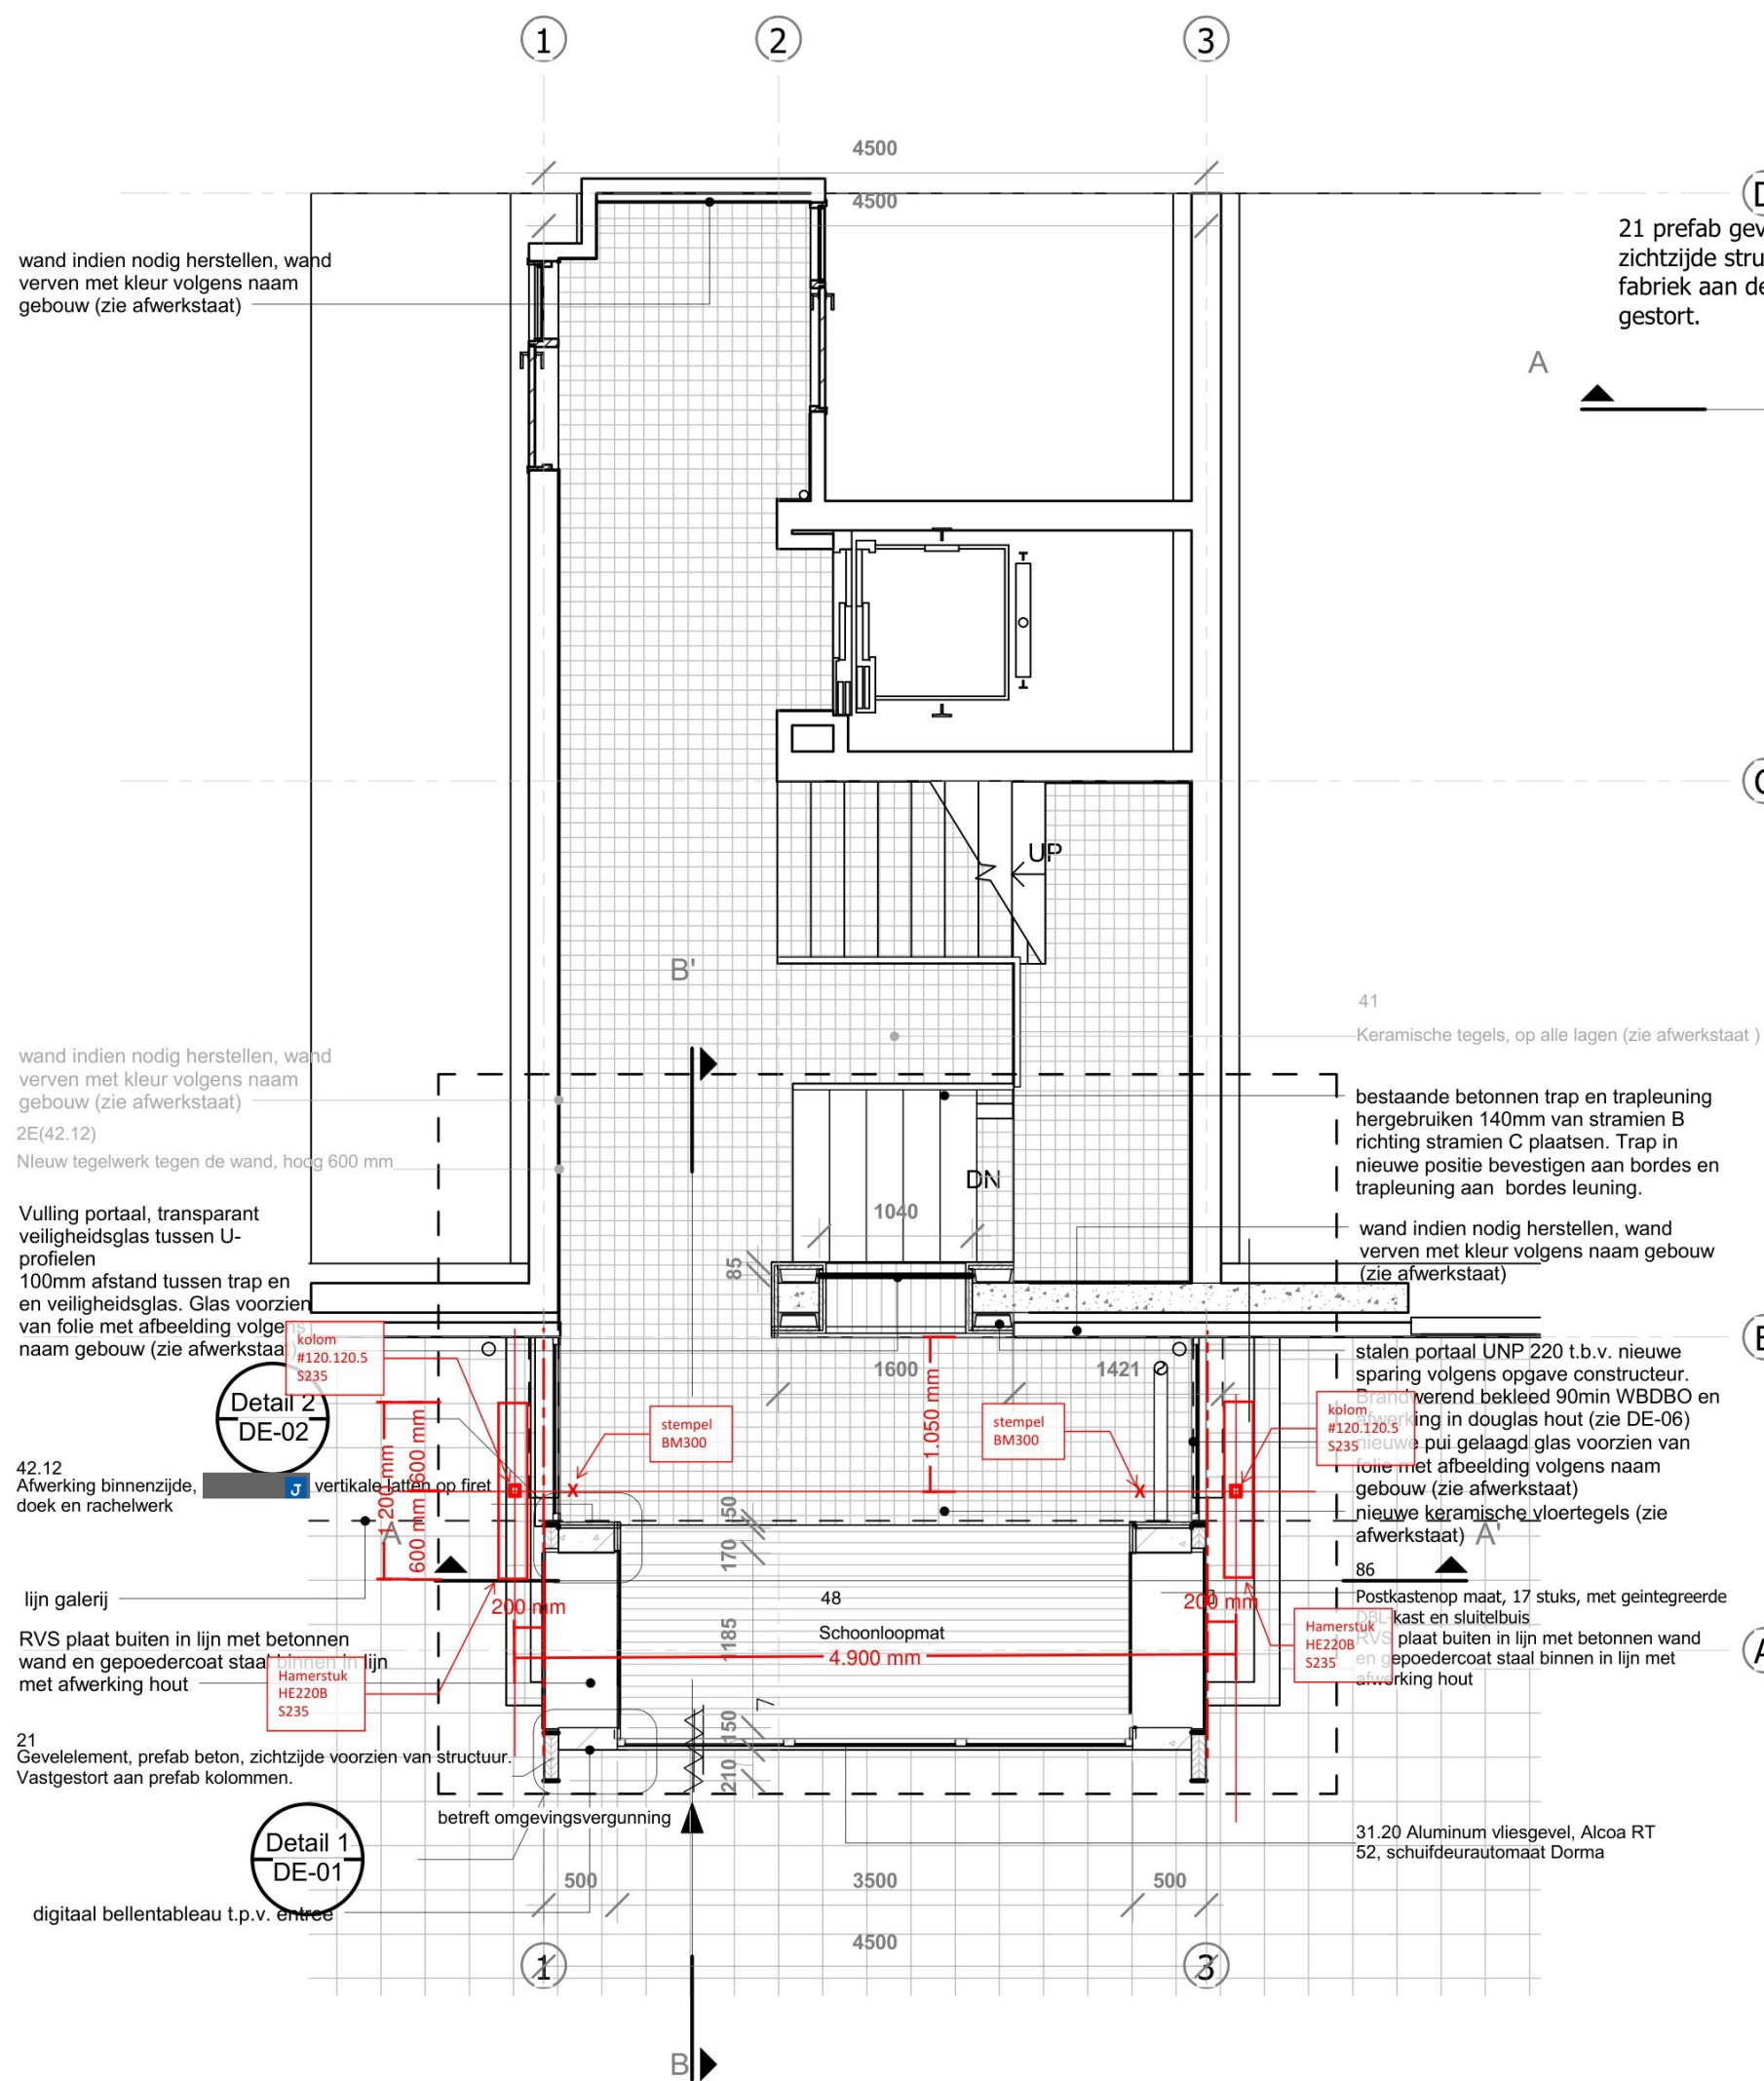 1
2
3
4500
4500
D
21 prefab gev
zichtzijde stru
fabriek aan de
gestort.
A
wand indien nodig herstellen, wand
verven met kleur volgens naam
gebouw (zie afwerkstaat)
C
UP
B'
41
Keramische tegels, op alle lagen (zie afwerkstaat )
wand indien nodig herstellen, wand
verven met kleur volgens naam
gebouw (zie afwerkstaat)
2E(42.12)
NIeuw tegelwerk tegen de wand, hoog 600 mm
bestaande betonnen trap en trapleuning
hergebruiken 140mm van stramien B
richting stramien C plaatsen. Trap in
nieuwe positie bevestigen aan bordes en
trapleuning aan bordes leuning.
DN
1040
85
wand indien nodig herstellen, wand
verven met kleur volgens naam gebouw
(zie afwerkstaat)
Vulling portaal, transparant
veiligheidsglas tussen U-
profielen
100mm afstand tussen trap en
en veiligheidsglas. Glas voorzien
van folie met afbeelding volgens
naam gebouw (zie afwerkstaat
kolom
#120.120.5
S235
B
1600
1421
1.050 mm
stempel
BM300
stempel
BM300
kolom
#120.120.5
S235
stalen portaal UNP 220 t.b.v. nieuwe
sparing volgens opgave constructeur.
Brandwerend bekleed 90min WBDBO en
afwerking in douglas hout (zie DE-06)
nieuwe pui gelaagd glas voorzien van
folie met afbeelding volgens naam
gebouw (zie afwerkstaat)
nieuwe keramische vloertegels (zie
afwerkstaat)
Detail 2
DE-02
1.200 mm
600 mm
600 mm
42.12
Afwerking binnenzijde,
J
vertikale latten op firet
doek en rachelwerk
A
A'
50
170
1185
150
210
7
lijn galerij
200 mm
200 mm
48
Schoonloopmat
4.900 mm
86
Postkastenop maat, 17 stuks, met geintegreerde
DBL-kast en sluitelbuis
RVS plaat buiten in lijn met betonnen wand
en gepoedercoat staal binnen in lijn met
afwerking hout
Hamerstuk
HE220B
S235
A
RVS plaat buiten in lijn met betonnen
wand en gepoedercoat staal binnen in lijn
met afwerking hout
Hamerstuk
HE220B
S235
21
Gevelelement, prefab beton, zichtzijde voorzien van structuur.
Vastgestort aan prefab kolommen.
betreft omgevingsvergunning
Detail 1
DE-01
31.20 Aluminum vliesgevel, Alcoa RT
52, schuifdeurautomaat Dorma
500
3500
500
digitaal bellentableau t.p.v. entree
4500
1
3
B